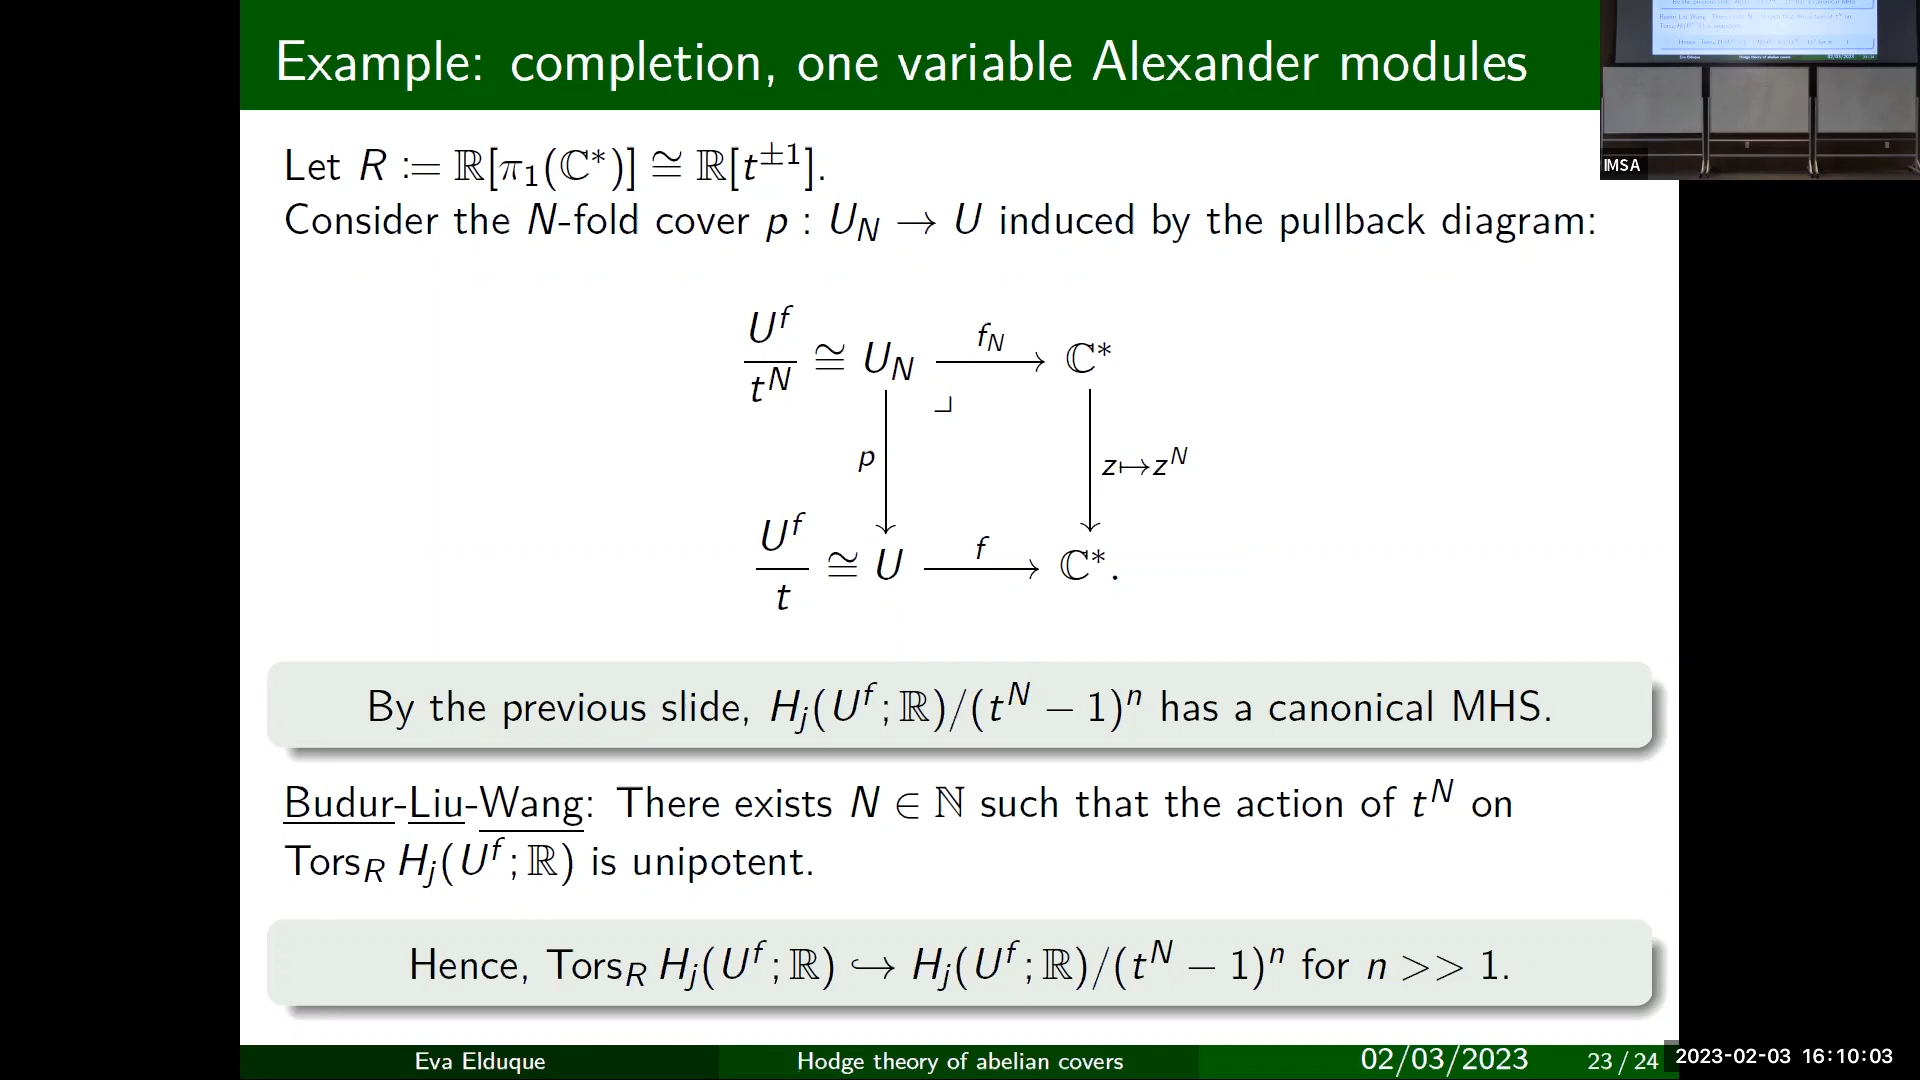 Example: completion, one variable Alexander modules
Let R := ℝ[π₁(ℂ*)] ≅ ℝ[t^{±1}].
Consider the N-fold cover p : U_N → U induced by the pullback diagram:
U^f/t^N ≅ U_N → ℂ*
f_N
p
z↦z^N
U^f/t ≅ U → ℂ*.
f
By the previous slide, H_j(U^f; ℝ)/(t^N − 1)^n has a canonical MHS.
Budur-Liu-Wang: There exists N ∈ ℕ such that the action of t^N on
Tors_R H_j(U^f; ℝ) is unipotent.
Hence, Tors_R H_j(U^f; ℝ) ↪ H_j(U^f; ℝ)/(t^N − 1)^n for n >> 1.
Eva Elduque
Hodge theory of abelian covers
02/03/2023
23 / 24
IMSA
2023-02-03 16:10:03